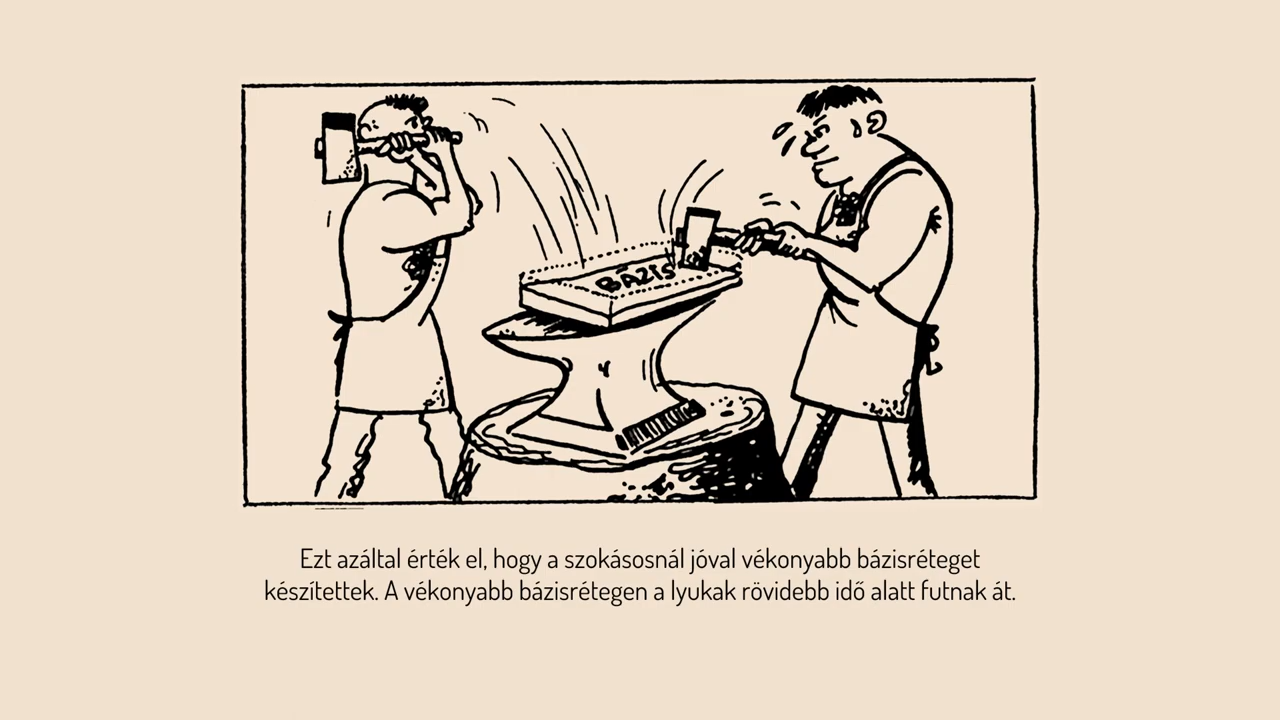 BÁZIS
Ezt azáltal érték el, hogy a szokásosnál jóval vékonyabb bázisréteget
készítettek. A vékonyabb bázisrétegen a lyukak rövidebb idő alatt futnak át.